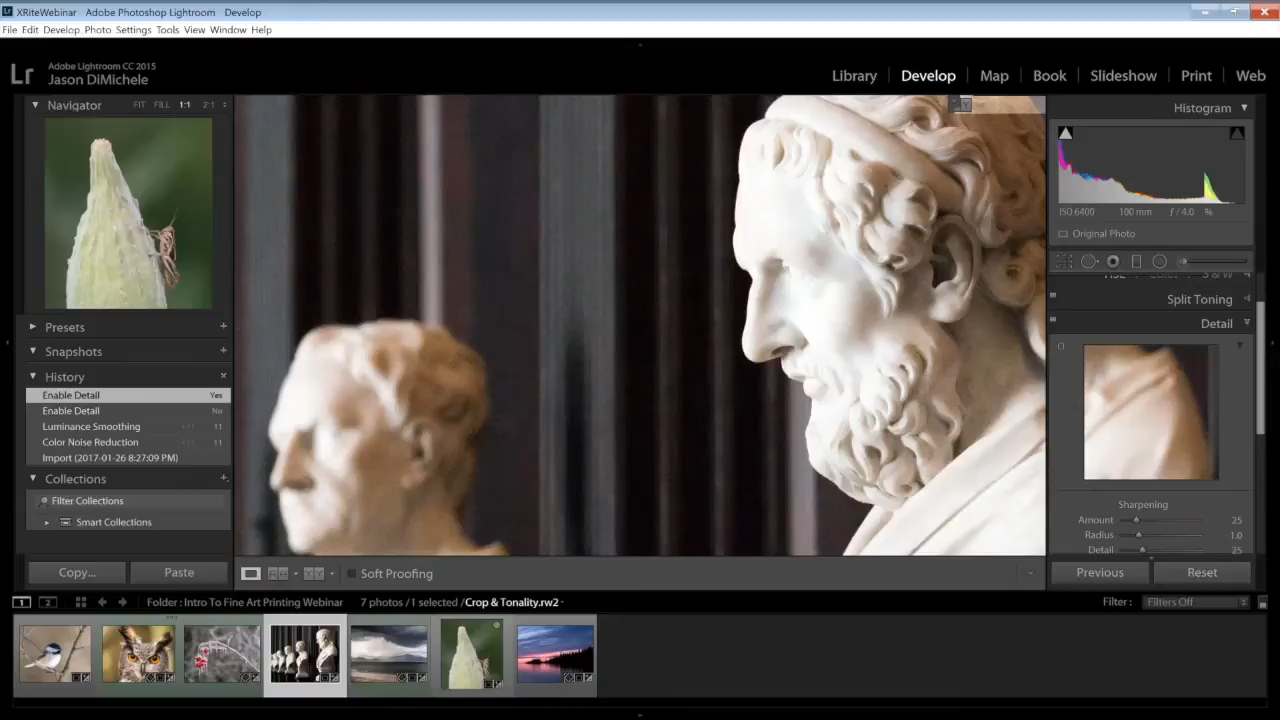 XRiteWebinar Adobe Photoshop Lightroom Develop
File Edit Develop Photo Settings Tools View Window Help
Lr
Adobe Lightroom CC 2015
Jason DiMichele
Library Develop Map Book Slideshow Print Web
Navigator FIT FILL 1:1 2:1
Presets
Snapshots
History
Enable Detail Yes
Enable Detail No
Luminance Smoothing 11
Color Noise Reduction 11
Import (2017-01-26 8:27:09 PM)
Collections
Filter Collections
Smart Collections
Copy... Paste
Soft Proofing
Histogram
ISO 6400 100 mm ƒ / 4.0 %
Original Photo
Split Toning
Detail
Sharpening
Amount 25
Radius 1.0
Detail 25
Previous Reset
1 2 Folder : Intro To Fine Art Printing Webinar 7 photos /1 selected /Crop & Tonality.rw2 Filter : Filters Off